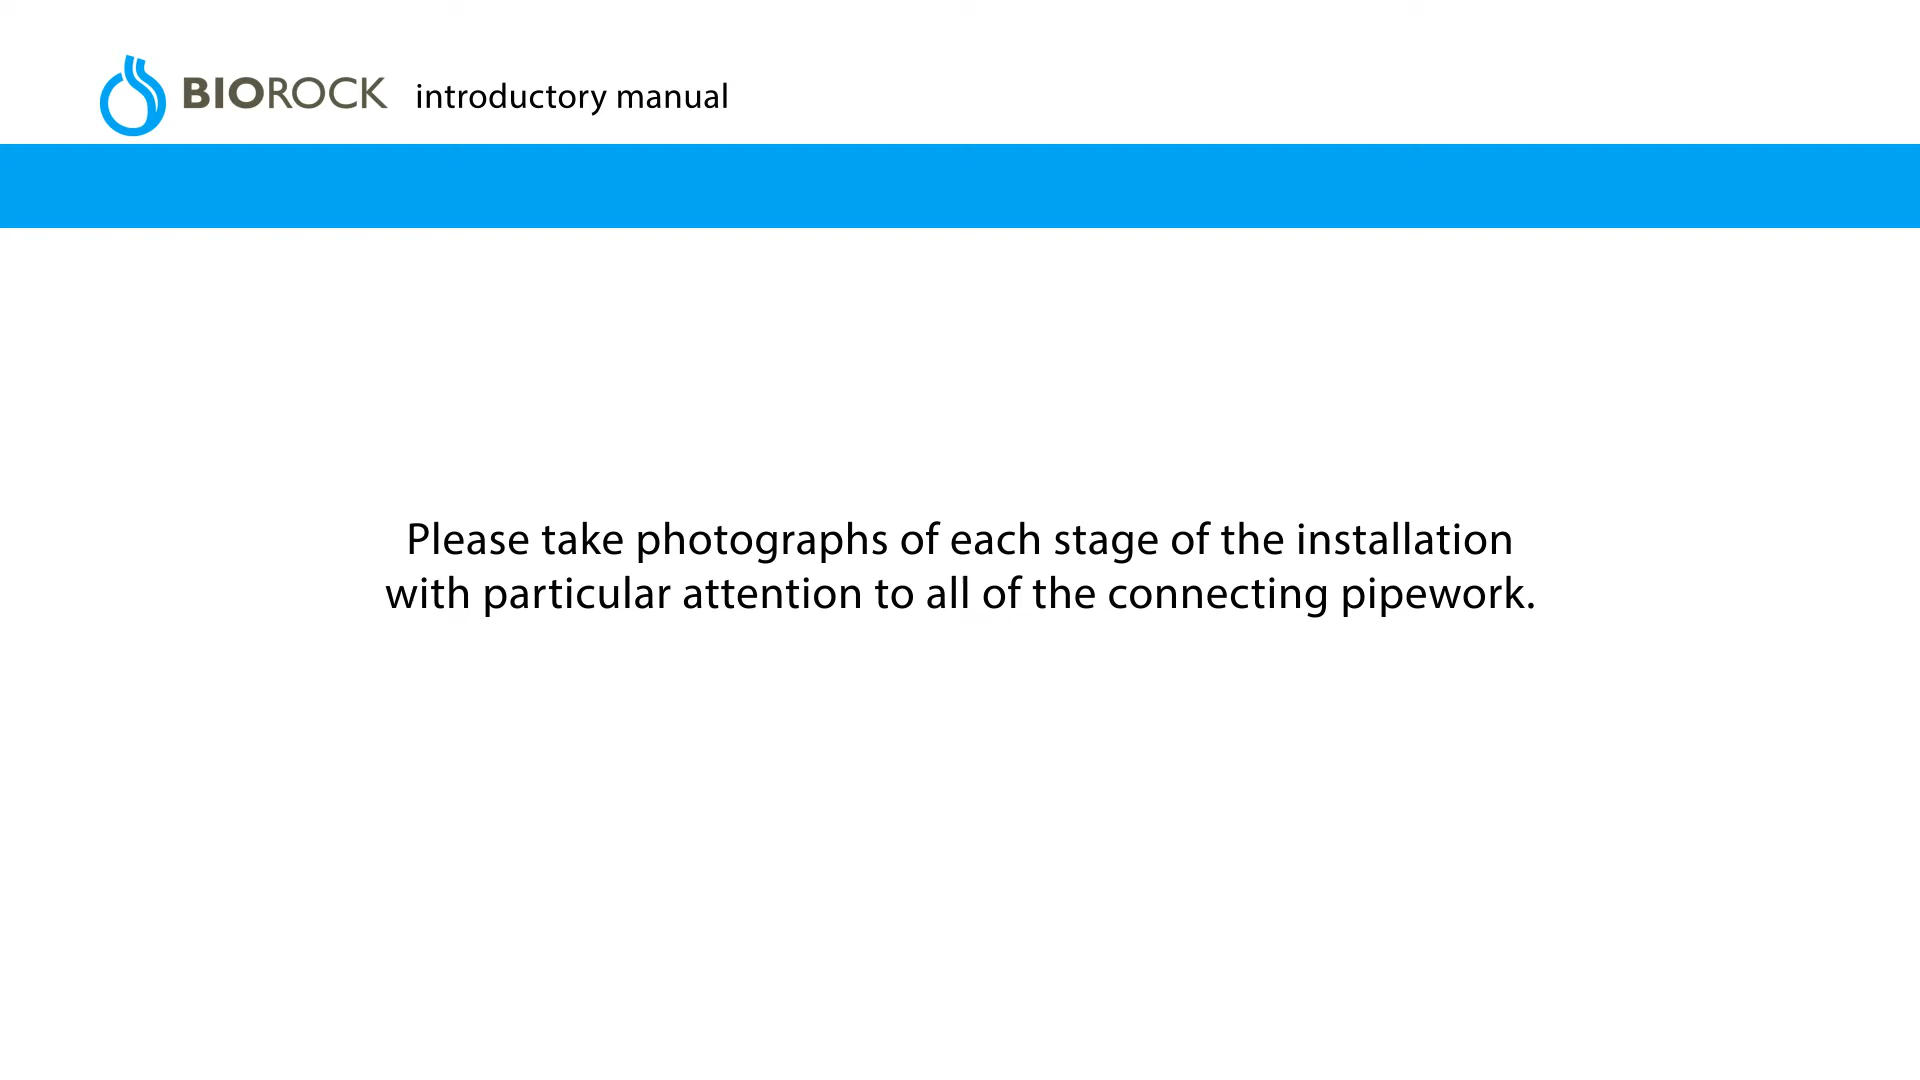 BIOROCK introductory manual
Please take photographs of each stage of the installation
with particular attention to all of the connecting pipework.